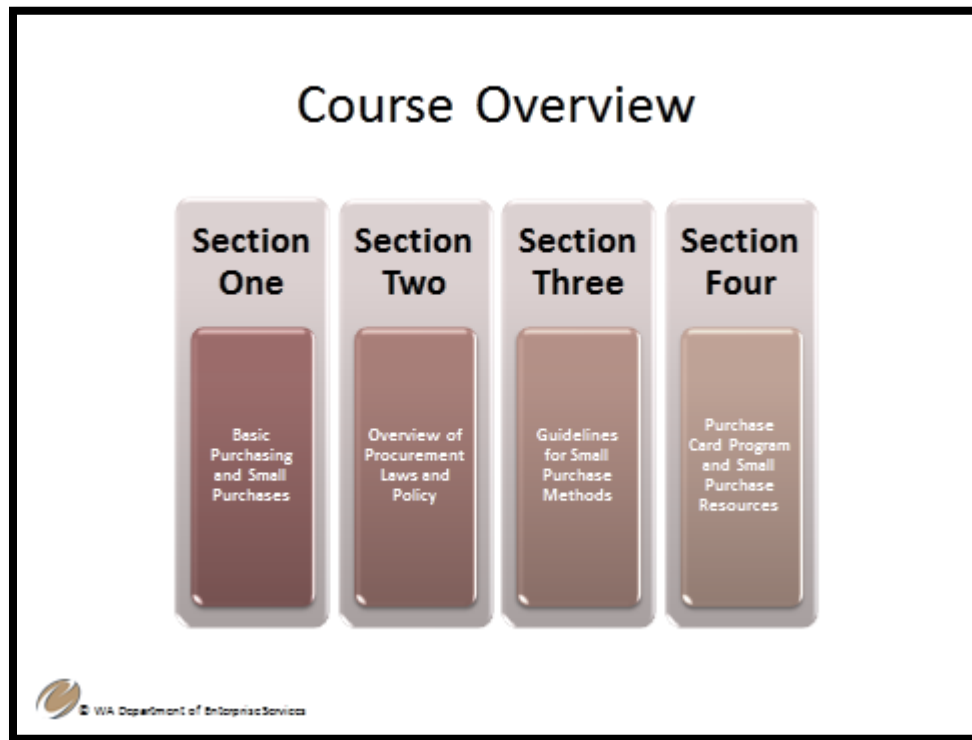 Course Overview
Section
One
Basic
Purchasing
and Small
Purchases
Section
Two
Overview of
Procurement
Laws and
Policy
Section
Three
Guidelines
for Small
Purchase
Methods
Section
Four
Purchase
Card Program
and Small
Purchase
Resources
© WA Department of Enterprise Services